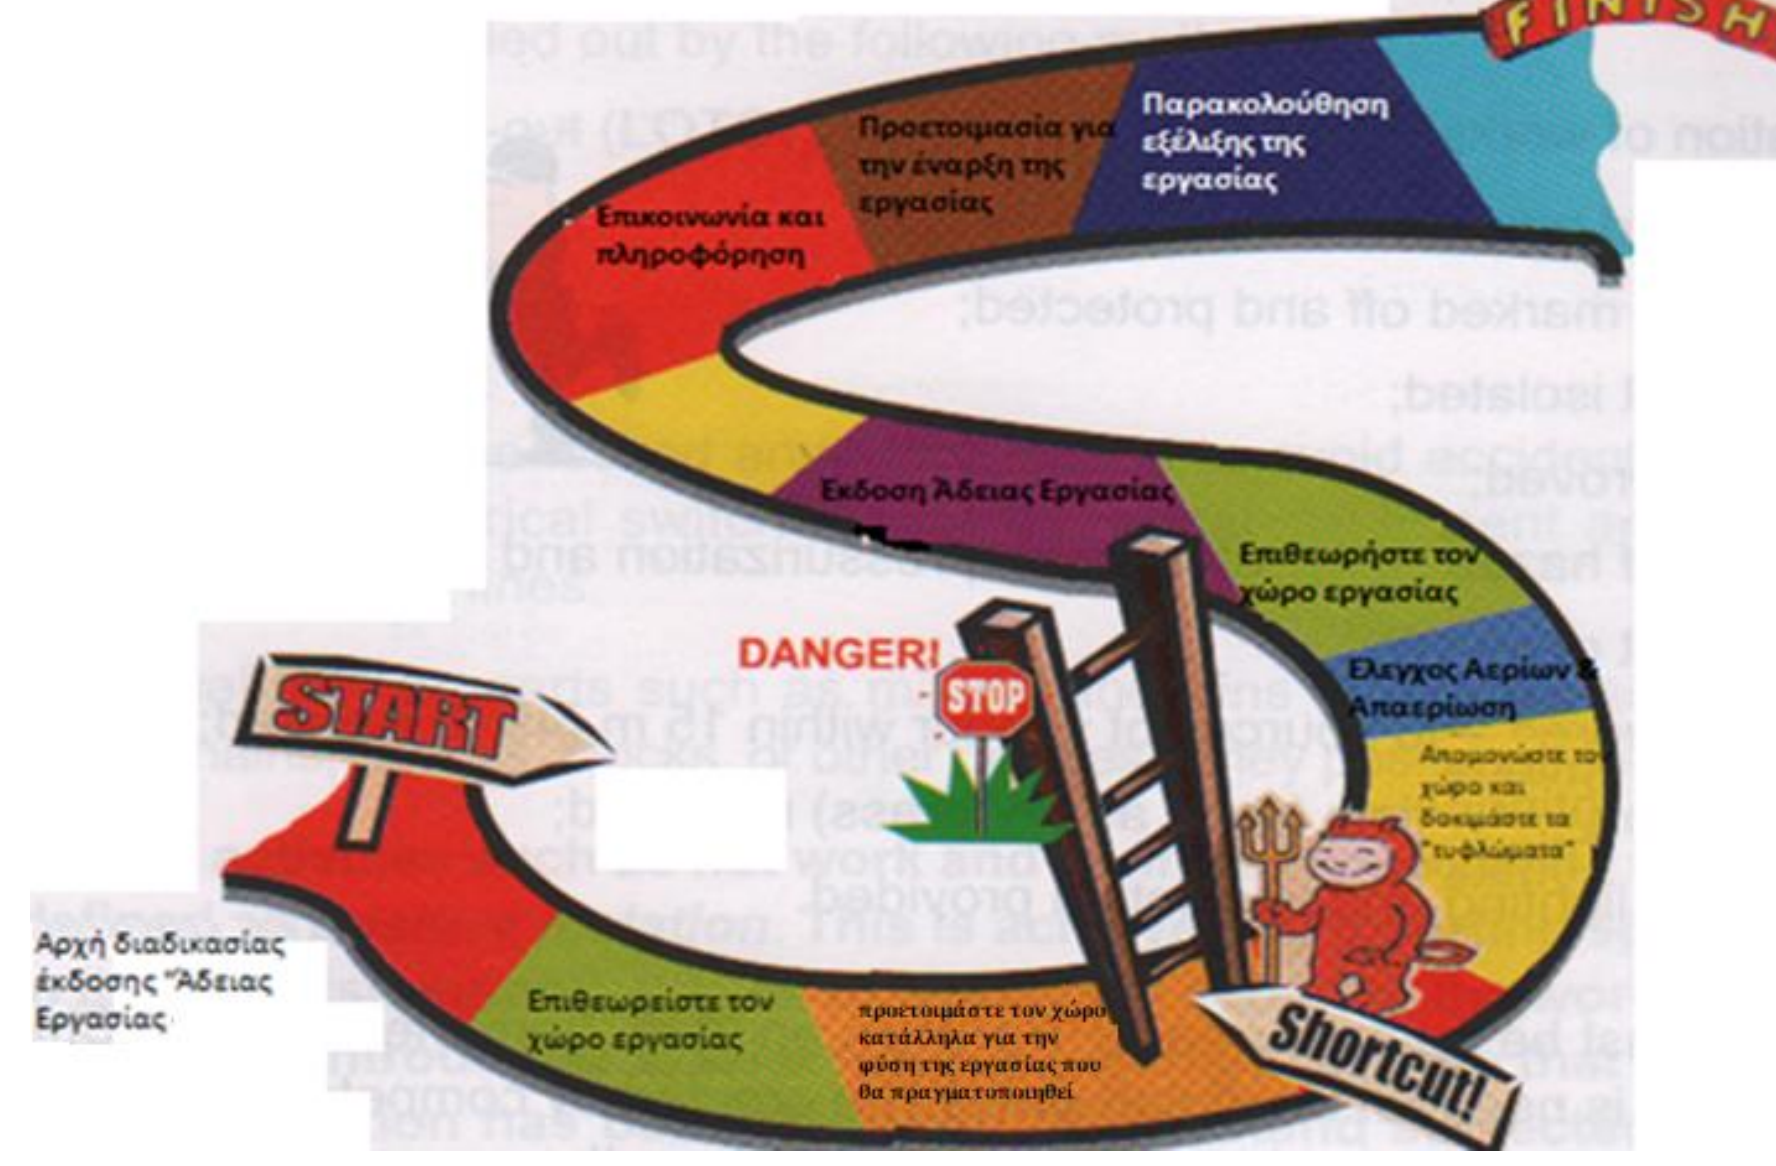 START
Αρχή διαδικασίας
έκδοσης "Άδειας
Εργασίας
Επιθεωρείστε τον
χώρο εργασίας
προετοιμάστε τον χώρο
κατάλληλα για την
φύση της εργασίας που
θα πραγματοποιηθεί
Shortcut!
DANGER!
STOP
Απομονώστε το
χώρο και
δοκιμάστε τα
"τυφλώματα"
Ελεγχος Αερίων &
Απαερίωση
Επιθεωρήστε τον
χώρο εργασίας
Έκδοση Άδειας Εργασίας
Επικοινωνία και
πληροφόρηση
Προετοιμασία για
την έναρξη της
εργασίας
Παρακολούθηση
εξέλιξης της
εργασίας
FINISH